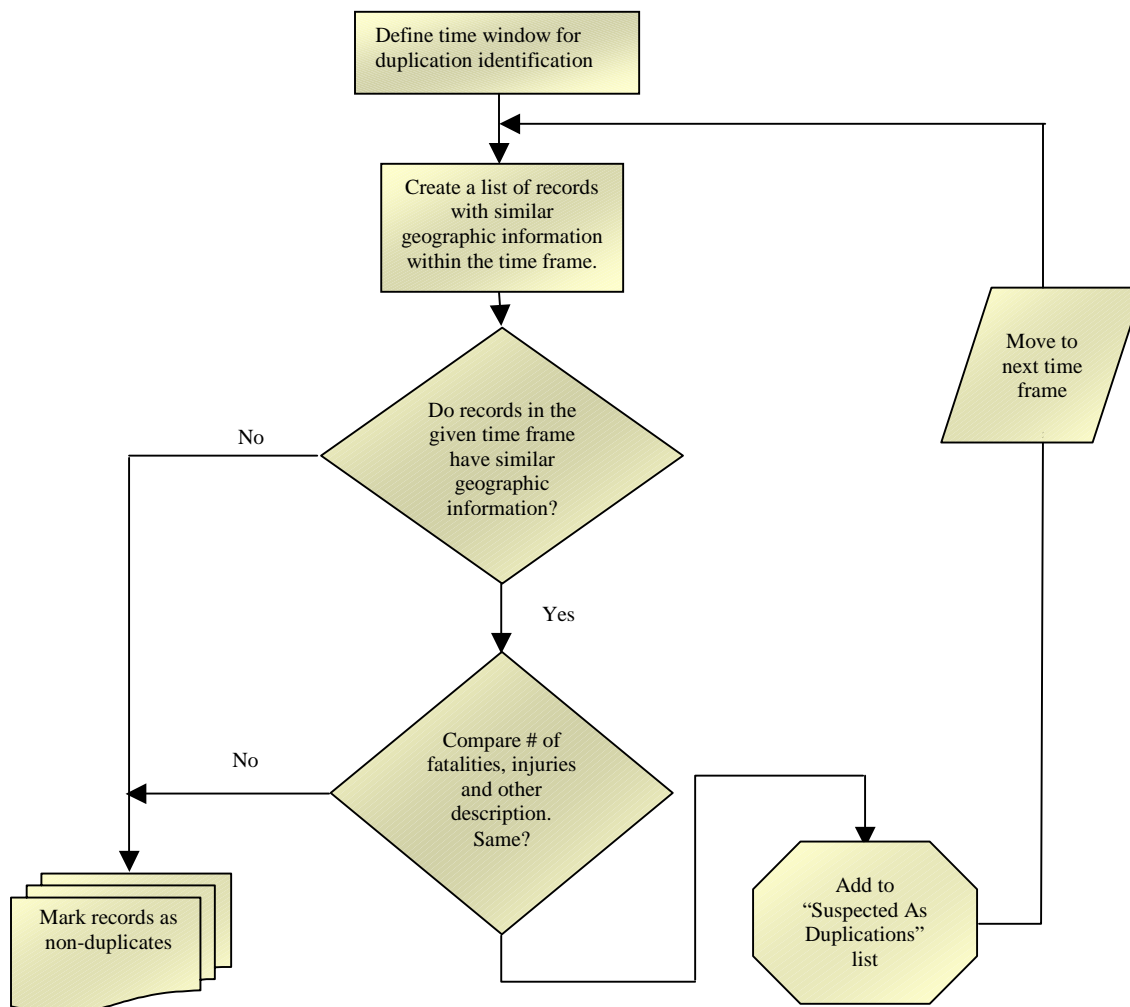 Define time window for
duplication identification
Create a list of records
with similar
geographic information
within the time frame.
Move to
next time
frame
Do records in the
given time frame
have similar
geographic
information?
No
Yes
Compare # of
fatalities, injuries
and other
description.
Same?
No
Add to
“Suspected As
Duplications”
list
Mark records as
non-duplicates